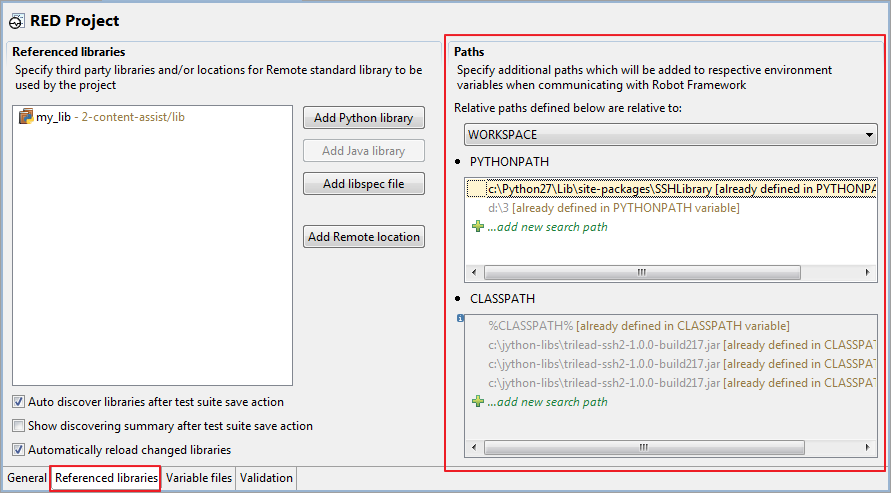 RED Project
Referenced libraries
Specify third party libraries and/or locations for Remote standard library to be
used by the project
my_lib - 2-content-assist/lib
Add Python library
Add Java library
Add libspec file
Add Remote location
Auto discover libraries after test suite save action
Show discovering summary after test suite save action
Automatically reload changed libraries
Paths
Specify additional paths which will be added to respective environment
variables when communicating with Robot Framework
Relative paths defined below are relative to:
WORKSPACE
PYTHONPATH
c:\Python27\Lib\site-packages\SSHLibrary [already defined in PYTHONPA
d:\3 [already defined in PYTHONPATH variable]
...add new search path
CLASSPATH
%CLASSPATH% [already defined in CLASSPATH variable]
c:\jython-libs\trilead-ssh2-1.0.0-build217.jar [already defined in CLASSPAT
c:\jython-libs\trilead-ssh2-1.0.0-build217.jar [already defined in CLASSPAT
c:\jython-libs\trilead-ssh2-1.0.0-build217.jar [already defined in CLASSPAT
...add new search path
General Referenced libraries Variable files Validation